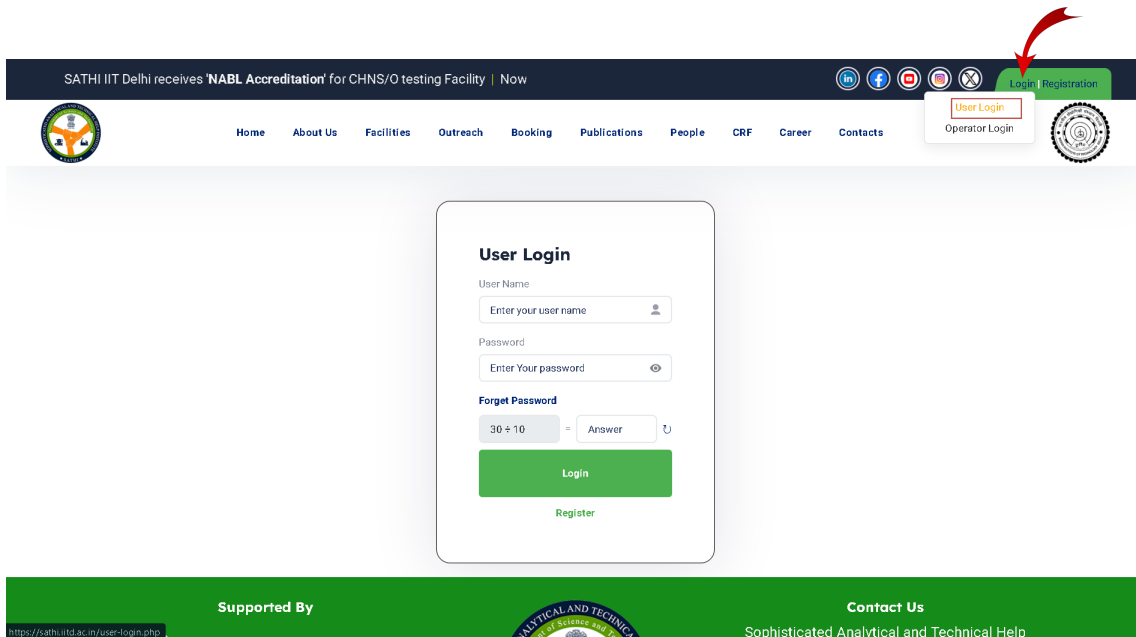 SATHI IIT Delhi receives 'NABL Accreditation' for CHNS/O testing Facility | Now
Login | Registration
User Login
Operator Login
Home About Us Facilities Outreach Booking Publications People CRF Career Contacts
User Login
User Name
Enter your user name
Password
Enter Your password
Forget Password
30 ÷ 10 = Answer
Login
Register
Supported By
Contact Us
Sophisticated Analytical and Technical Help
https://sathi.iitd.ac.in/user-login.php